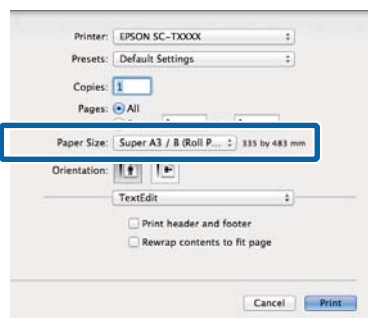 Printer: EPSON SC-TXXXX
Presets: Default Settings
Copies: 1
Pages: All
Paper Size: Super A3 / B (Roll P... 335 by 483 mm
Orientation:
TextEdit
Print header and footer
Rewrap contents to fit page
Cancel Print